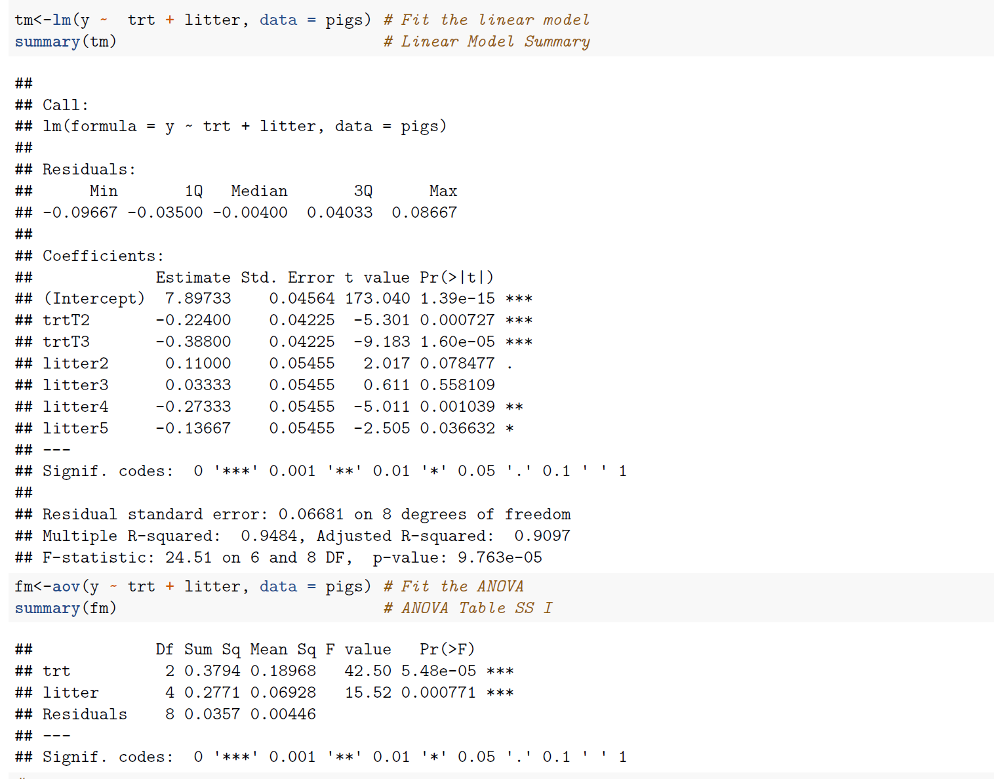 tm<-lm(y ~  trt + litter, data = pigs) # Fit the linear model
summary(tm)                            # Linear Model Summary
##
## Call:
## lm(formula = y ~ trt + litter, data = pigs)
##
## Residuals:
##      Min       1Q   Median       3Q      Max
## -0.09667 -0.03500 -0.00400  0.04033  0.08667
##
## Coefficients:
##             Estimate Std. Error t value Pr(>|t|)
## (Intercept)  7.89733    0.04564 173.040 1.39e-15 ***
## trtT2       -0.22400    0.04225  -5.301 0.000727 ***
## trtT3       -0.38800    0.04225  -9.183 1.60e-05 ***
## litter2      0.11000    0.05455   2.017 0.078477 .
## litter3      0.03333    0.05455   0.611 0.558109
## litter4     -0.27333    0.05455  -5.011 0.001039 **
## litter5     -0.13667    0.05455  -2.505 0.036632 *
## ---
## Signif. codes:  0 '***' 0.001 '**' 0.01 '*' 0.05 '.' 0.1 ' ' 1
##
## Residual standard error: 0.06681 on 8 degrees of freedom
## Multiple R-squared:  0.9484, Adjusted R-squared:  0.9097
## F-statistic: 24.51 on 6 and 8 DF,  p-value: 9.763e-05
fm<-aov(y ~ trt + litter, data = pigs) # Fit the ANOVA
summary(fm)                            # ANOVA Table SS I
##             Df Sum Sq Mean Sq F value   Pr(>F)
## trt          2 0.3794 0.18968   42.50 5.48e-05 ***
## litter       4 0.2771 0.06928   15.52 0.000771 ***
## Residuals    8 0.0357 0.00446
## ---
## Signif. codes:  0 '***' 0.001 '**' 0.01 '*' 0.05 '.' 0.1 ' ' 1